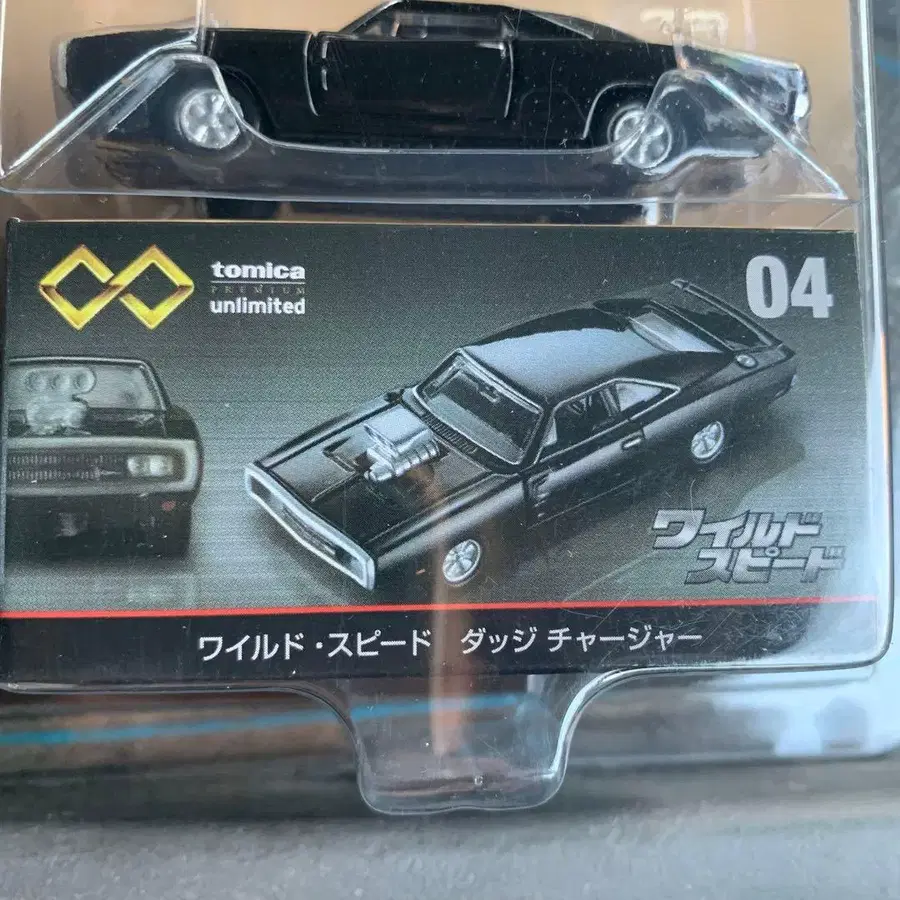 tomica
PREMIUM
unlimited
04
ワイルド
スピード
ワイルド・スピード ダッジ チャージャー